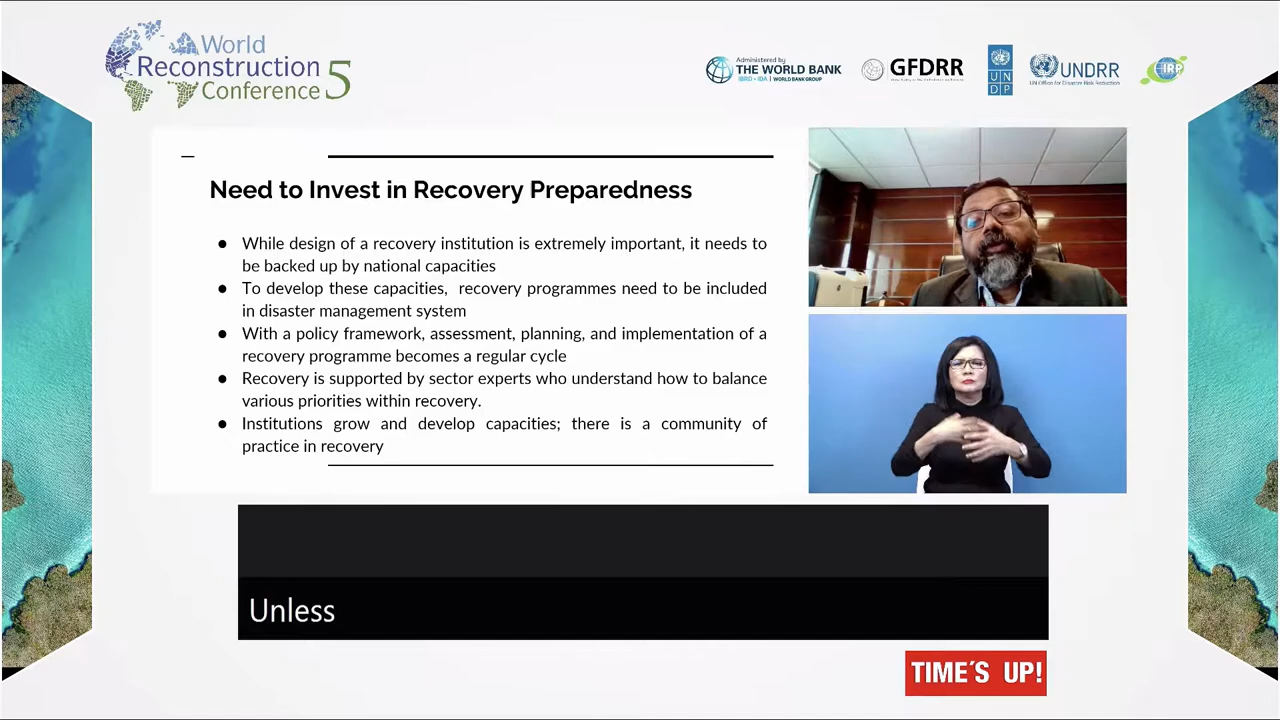 World
Reconstruction
Conference 5
Administered by
THE WORLD BANK
IBRD • IDA | WORLD BANK GROUP
GFDRR
U N
D P
UNDRR
UN Office for Disaster Risk Reduction
IRP
Need to Invest in Recovery Preparedness
● While design of a recovery institution is extremely important, it needs to
be backed up by national capacities
● To develop these capacities, recovery programmes need to be included
in disaster management system
● With a policy framework, assessment, planning, and implementation of a
recovery programme becomes a regular cycle
● Recovery is supported by sector experts who understand how to balance
various priorities within recovery.
● Institutions grow and develop capacities; there is a community of
practice in recovery
Unless
TIME´S UP!